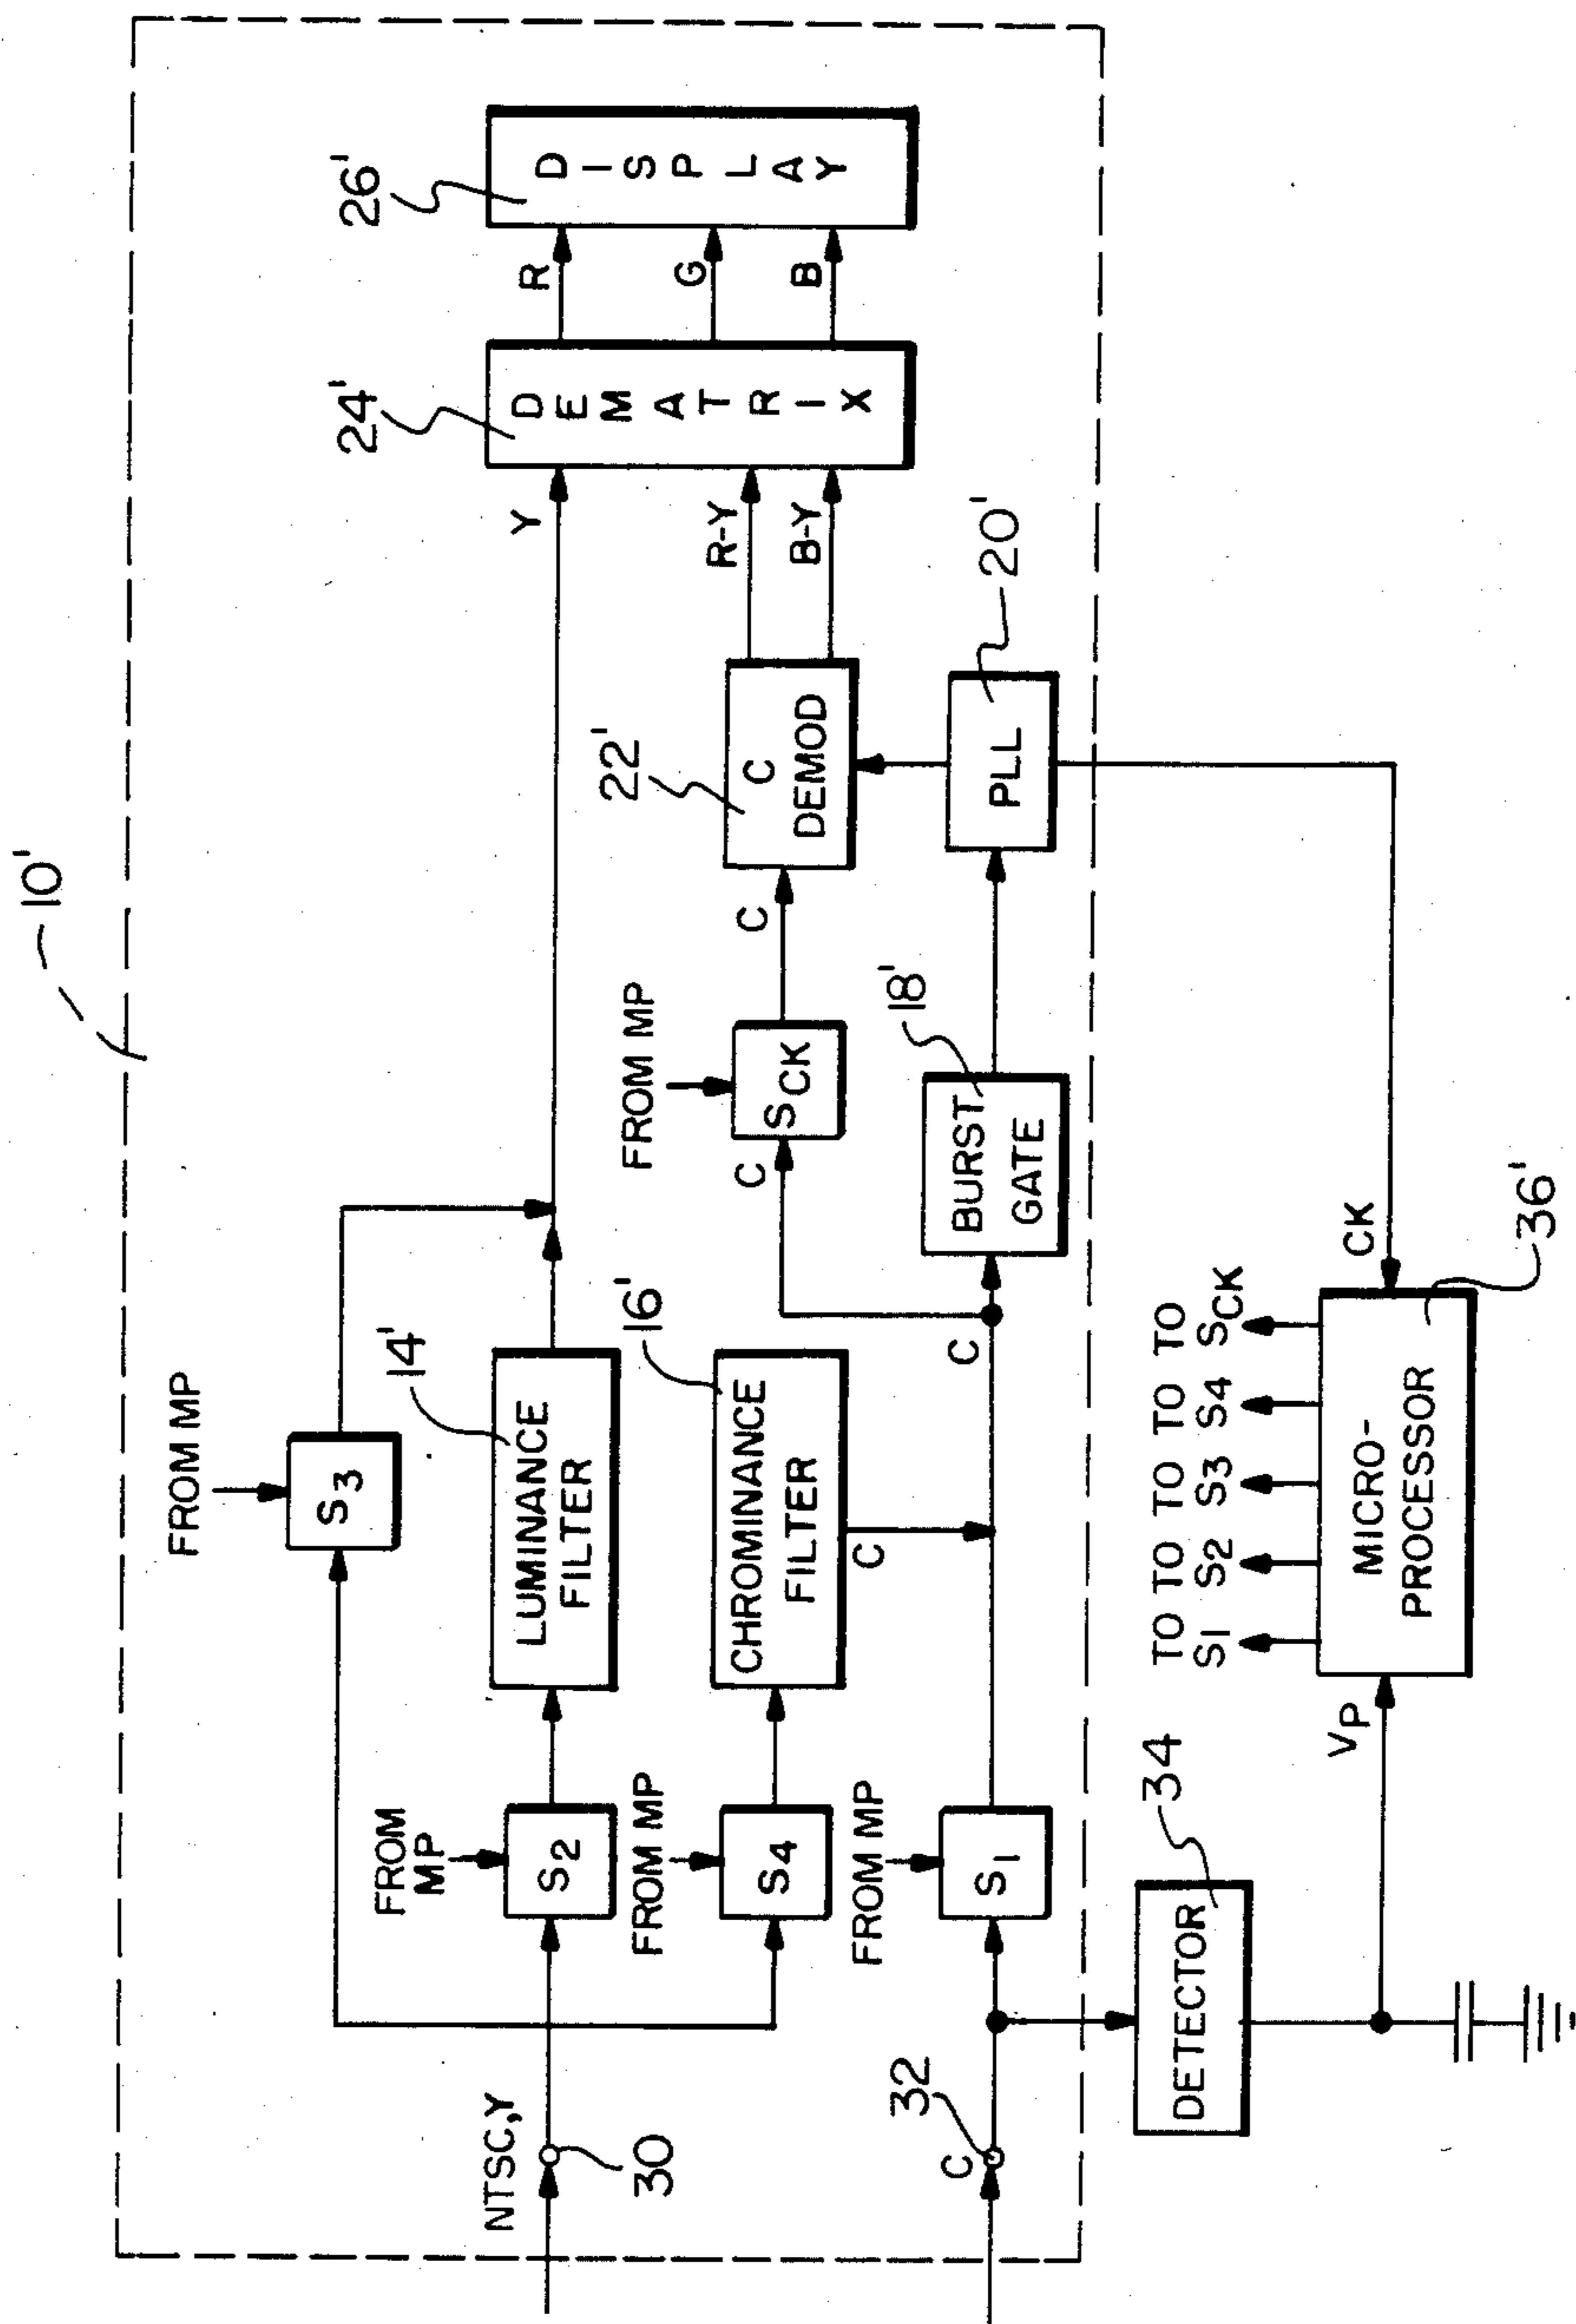 10'
FROM MP
S3
FROM
MP
S2
LUMINANCE
FILTER
14'
NTSC,Y
30
FROM MP
S4
CHROMINANCE
FILTER
16'
C
FROM MP
SCK
C
C
22'
C
DEMOD
Y
R-Y
B-Y
24'
DEMATRIX
R
G
B
26'
DISPLAY
C
32
FROM MP
S1
C
BURST
GATE
18'
PLL
20'
DETECTOR
34
VP
TO TO TO TO TO
S1 S2 S3 S4 SCK
MICRO-
PROCESSOR
CK
36'